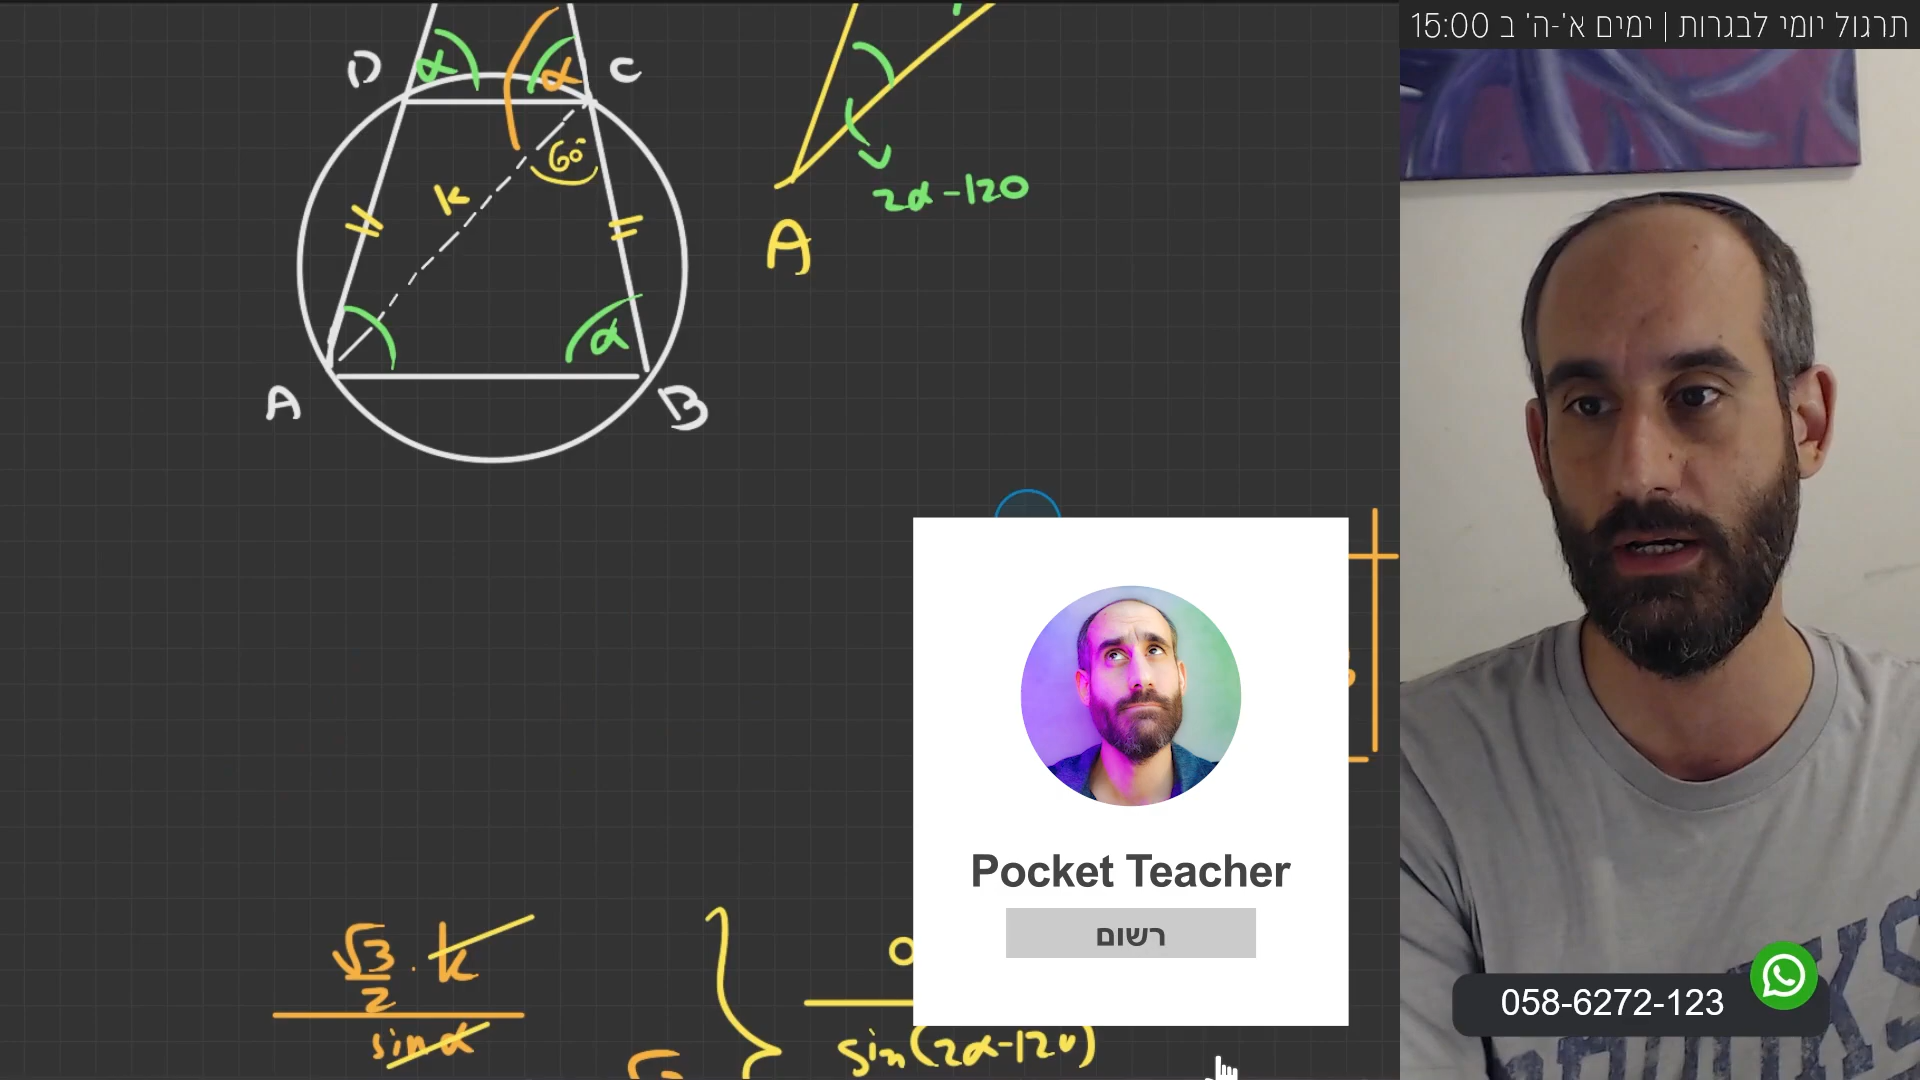 תרגול יומי לבגרות | ימים א'-ה' ב 15:00
D α α C
60°
k
2α-120
A
α
A B
Pocket Teacher
רשום
√3/2 · k
sin α
sin(2α-120)
058-6272-123